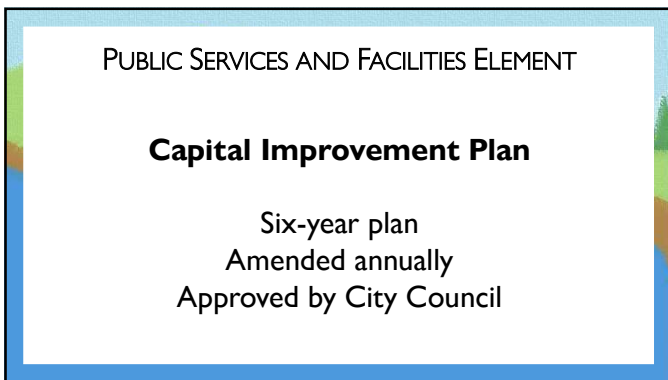 PUBLIC SERVICES AND FACILITIES ELEMENT
Capital Improvement Plan
Six-year plan
Amended annually
Approved by City Council